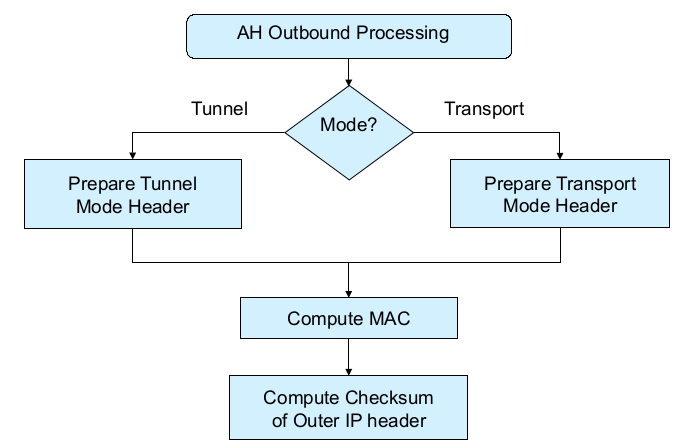 AH Outbound Processing
Mode?
Tunnel
Transport
Prepare Tunnel
Mode Header
Prepare Transport
Mode Header
Compute MAC
Compute Checksum
of Outer IP header